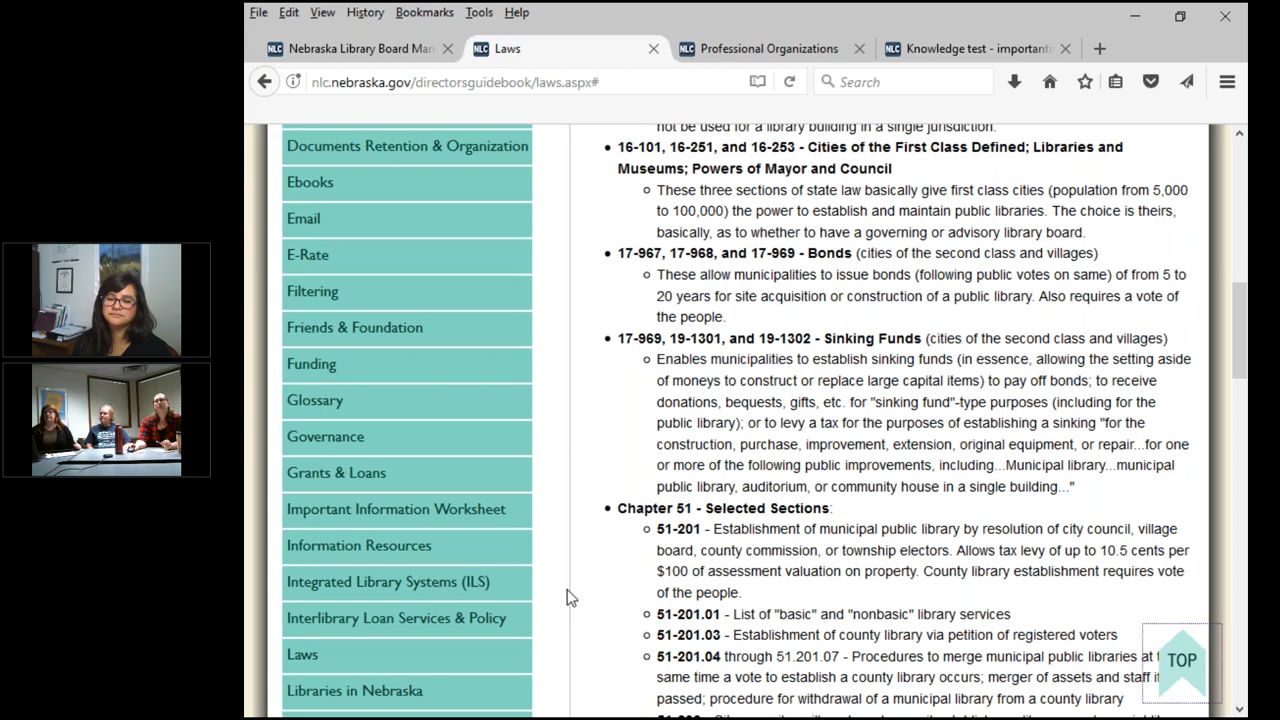 File Edit View History Bookmarks Tools Help
NLC Nebraska Library Board Man
NLC Laws
NLC Professional Organizations
NLC Knowledge test - importanti
nlc.nebraska.gov/directorsguidebook/laws.aspx#
Search
Documents Retention & Organization
Ebooks
Email
E-Rate
Filtering
Friends & Foundation
Funding
Glossary
Governance
Grants & Loans
Important Information Worksheet
Information Resources
Integrated Library Systems (ILS)
Interlibrary Loan Services & Policy
Laws
Libraries in Nebraska
not be used for a library building in a single jurisdiction.
16-101, 16-251, and 16-253 - Cities of the First Class Defined; Libraries and
Museums; Powers of Mayor and Council
These three sections of state law basically give first class cities (population from 5,000
to 100,000) the power to establish and maintain public libraries. The choice is theirs,
basically, as to whether to have a governing or advisory library board.
17-967, 17-968, and 17-969 - Bonds (cities of the second class and villages)
These allow municipalities to issue bonds (following public votes on same) of from 5 to
20 years for site acquisition or construction of a public library. Also requires a vote of
the people.
17-969, 19-1301, and 19-1302 - Sinking Funds (cities of the second class and villages)
Enables municipalities to establish sinking funds (in essence, allowing the setting aside
of moneys to construct or replace large capital items) to pay off bonds; to receive
donations, bequests, gifts, etc. for "sinking fund"-type purposes (including for the
public library); or to levy a tax for the purposes of establishing a sinking "for the
construction, purchase, improvement, extension, original equipment, or repair...for one
or more of the following public improvements, including...Municipal library...municipal
public library, auditorium, or community house in a single building..."
Chapter 51 - Selected Sections:
51-201 - Establishment of municipal public library by resolution of city council, village
board, county commission, or township electors. Allows tax levy of up to 10.5 cents per
$100 of assessment valuation on property. County library establishment requires vote
of the people.
51-201.01 - List of "basic" and "nonbasic" library services
51-201.03 - Establishment of county library via petition of registered voters
51-201.04 through 51.201.07 - Procedures to merge municipal public libraries at
same time a vote to establish a county library occurs; merger of assets and staff if
passed; procedure for withdrawal of a municipal library from a county library
TOP